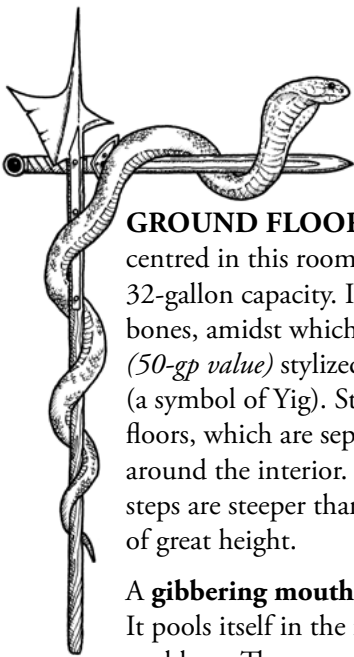 GROUND FLOOR
centred in this room
32-gallon capacity. I
bones, amidst which
(50-gp value) stylized
(a symbol of Yig). St
floors, which are sep
around the interior.
steps are steeper than
of great height.
A gibbering mouth
It pools itself in the